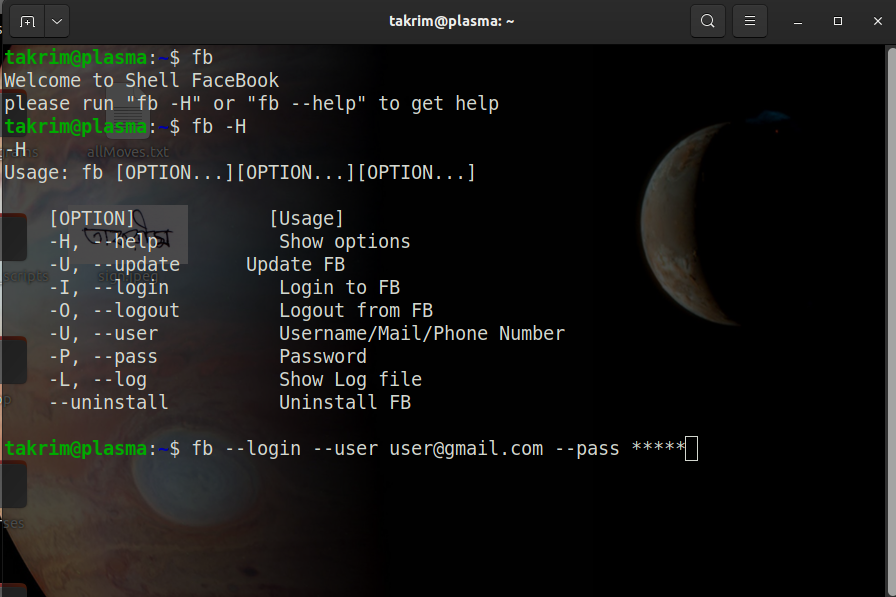 takrim@plasma: ~
takrim@plasma:~$ fb
Welcome to Shell FaceBook
please run "fb -H" or "fb --help" to get help
takrim@plasma:~$ fb -H
allMoves.txt
-H
Usage: fb [OPTION...][OPTION...][OPTION...]
[OPTION] [Usage]
-H, --help Show options
-U, --update Update FB
scripts
-I, --login Login to FB
-O, --logout Logout from FB
-U, --user Username/Mail/Phone Number
-P, --pass Password
-L, --log Show Log file
--uninstall Uninstall FB
takrim@plasma:~$ fb --login --user user@gmail.com --pass *****